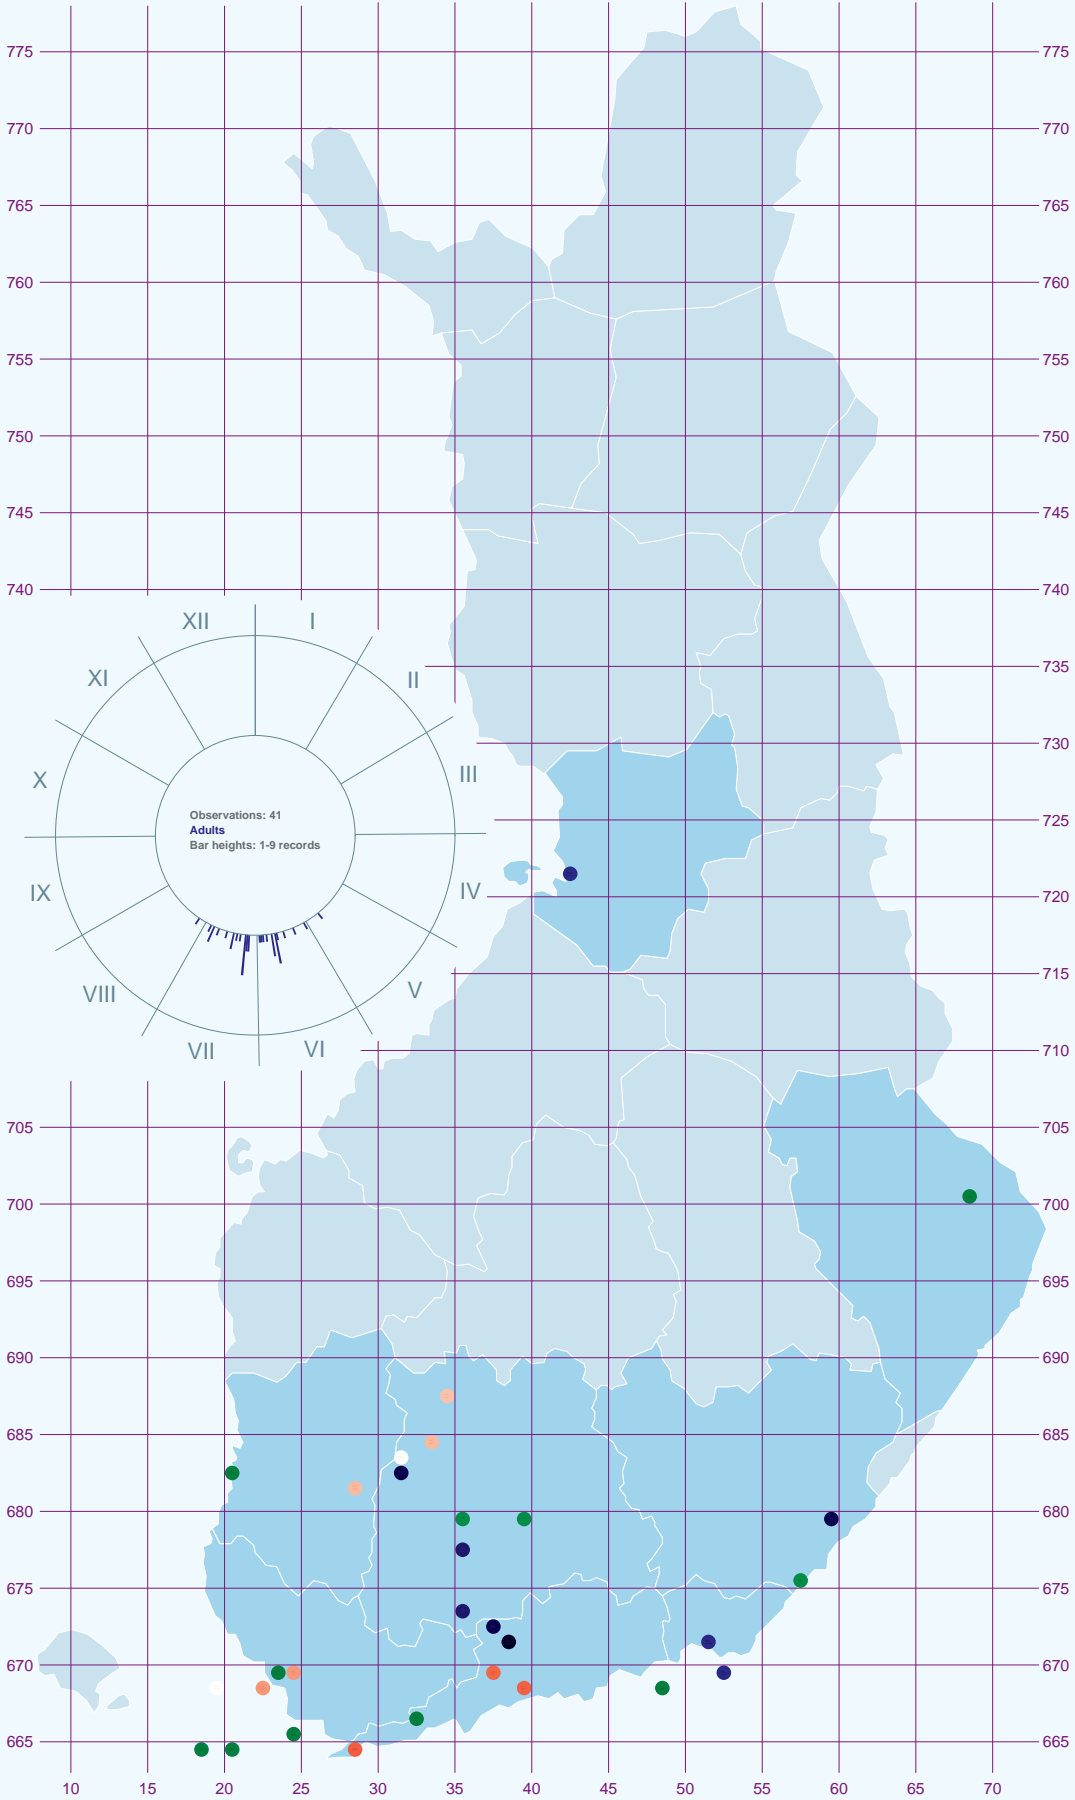 775 775
770 770
765 765
760 760
755 755
750 750
745 745
740 740
XII I
735
XI II
730
X III
Observations: 41
Adults
Bar heights: 1-9 records
725
IX IV
720
715
VIII V
VII VI
710
705 705
700 700
695 695
690 690
685 685
680 680
675 675
670 670
665 665
10 15 20 25 30 35 40 45 50 55 60 65 70